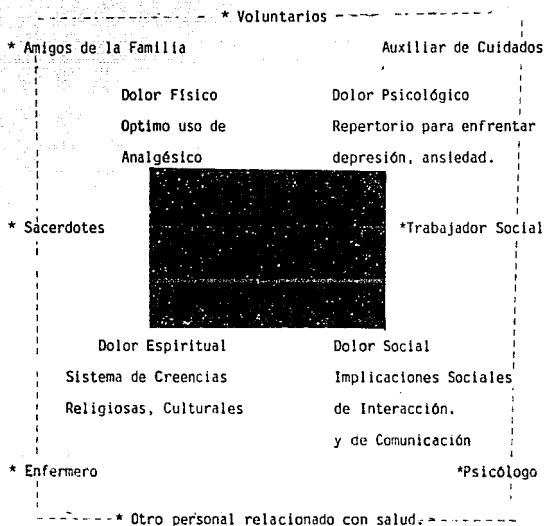 * Voluntarios
* Amigos de la Familia Auxiliar de Cuidados
Dolor Físico Dolor Psicológico
Optimo uso de Repertorio para enfrentar
Analgésico depresión, ansiedad.
* Sacerdotes *Trabajador Social
Dolor Espiritual Dolor Social
Sistema de Creencias Implicaciones Sociales
Religiosas, Culturales de Interacción.
y de Comunicación
* Enfermero *Psicólogo
* Otro personal relacionado con salud.